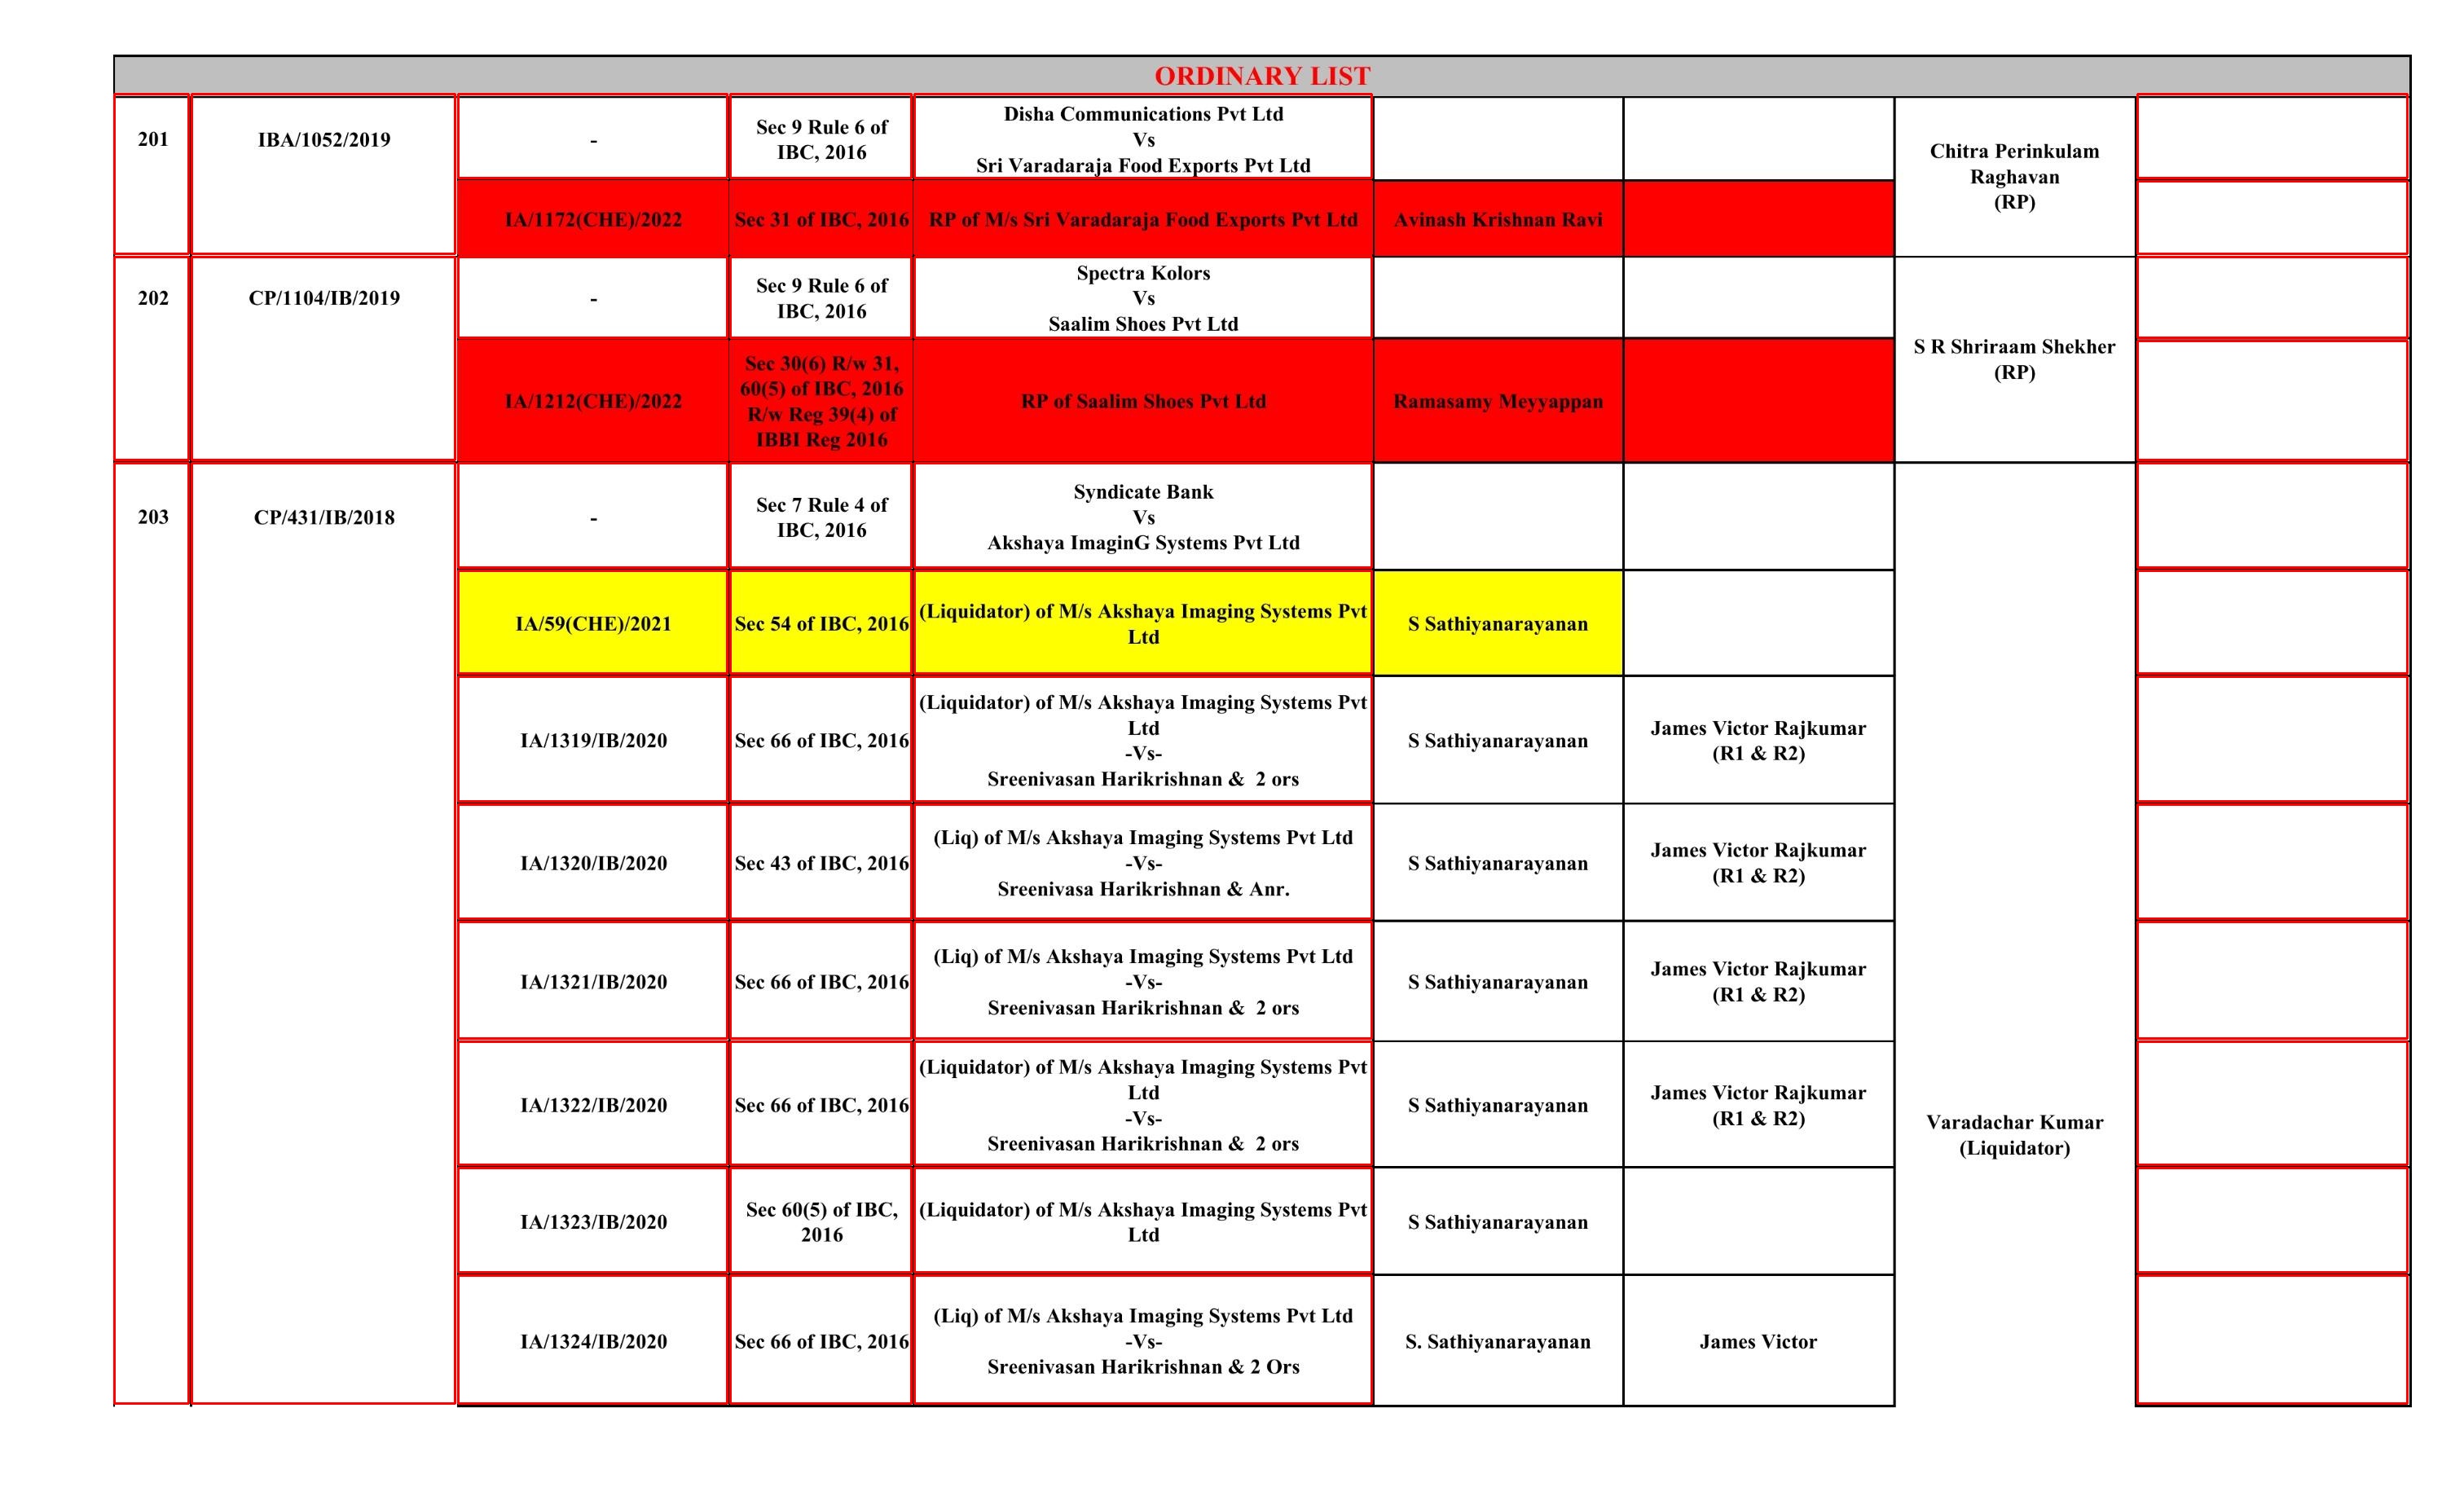 ORDINARY LIST
201
IBA/1052/2019
-
Sec 9 Rule 6 of
IBC, 2016
Disha Communications Pvt Ltd
Vs
Sri Varadaraja Food Exports Pvt Ltd
Chitra Perinkulam
Raghavan
(RP)
IA/1172(CHE)/2022
Sec 31 of IBC, 2016
RP of M/s Sri Varadaraja Food Exports Pvt Ltd
Avinash Krishnan Ravi
202
CP/1104/IB/2019
-
Sec 9 Rule 6 of
IBC, 2016
Spectra Kolors
Vs
Saalim Shoes Pvt Ltd
S R Shriraam Shekher
(RP)
IA/1212(CHE)/2022
Sec 30(6) R/w 31,
60(5) of IBC, 2016
R/w Reg 39(4) of
IBBI Reg 2016
RP of Saalim Shoes Pvt Ltd
Ramasamy Meyyappan
203
CP/431/IB/2018
-
Sec 7 Rule 4 of
IBC, 2016
Syndicate Bank
Vs
Akshaya ImaginG Systems Pvt Ltd
IA/59(CHE)/2021
Sec 54 of IBC, 2016
(Liquidator) of M/s Akshaya Imaging Systems Pvt
Ltd
S Sathiyanarayanan
IA/1319/IB/2020
Sec 66 of IBC, 2016
(Liquidator) of M/s Akshaya Imaging Systems Pvt
Ltd
-Vs-
Sreenivasan Harikrishnan &  2 ors
S Sathiyanarayanan
James Victor Rajkumar
(R1 & R2)
IA/1320/IB/2020
Sec 43 of IBC, 2016
(Liq) of M/s Akshaya Imaging Systems Pvt Ltd
-Vs-
Sreenivasa Harikrishnan & Anr.
S Sathiyanarayanan
James Victor Rajkumar
(R1 & R2)
IA/1321/IB/2020
Sec 66 of IBC, 2016
(Liq) of M/s Akshaya Imaging Systems Pvt Ltd
-Vs-
Sreenivasan Harikrishnan &  2 ors
S Sathiyanarayanan
James Victor Rajkumar
(R1 & R2)
IA/1322/IB/2020
Sec 66 of IBC, 2016
(Liquidator) of M/s Akshaya Imaging Systems Pvt
Ltd
-Vs-
Sreenivasan Harikrishnan &  2 ors
S Sathiyanarayanan
James Victor Rajkumar
(R1 & R2)
Varadachar Kumar
(Liquidator)
IA/1323/IB/2020
Sec 60(5) of IBC,
2016
(Liquidator) of M/s Akshaya Imaging Systems Pvt
Ltd
S Sathiyanarayanan
IA/1324/IB/2020
Sec 66 of IBC, 2016
(Liq) of M/s Akshaya Imaging Systems Pvt Ltd
-Vs-
Sreenivasan Harikrishnan & 2 Ors
S. Sathiyanarayanan
James Victor